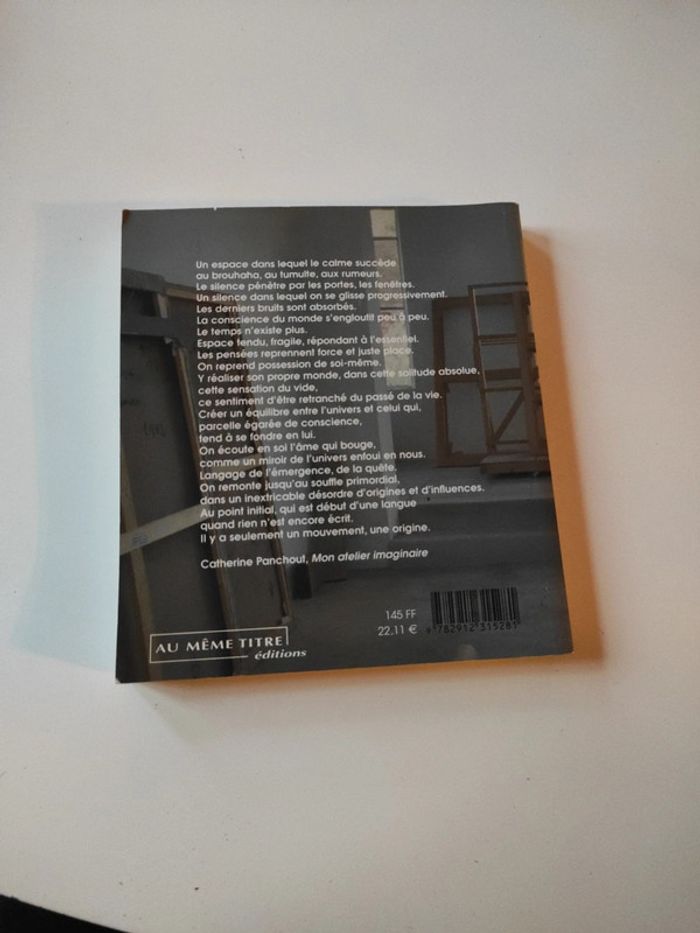 Un espace dans lequel le calme succède
au brouhaha, au tumulte, aux rumeurs.
Le silence pénètre par les portes, les fenêtres.
Un silence dans lequel on se glisse progressivement.
Les derniers bruits sont absorbés.
La conscience du monde s'engloutit peu à peu.
Le temps n'existe plus.
Espace tendu, fragile, répondant à l'essentiel.
Les pensées reprennent force et juste place.
On reprend possession de soi-même.
Y réaliser son propre monde, dans cette solitude absolue,
cette sensation du vide,
ce sentiment d'être retranché du passé de la vie.
Créer un équilibre entre l'univers et celui qui,
parcelle égarée de conscience,
tend à se fondre en lui.
On écoute en soi l'âme qui bouge,
comme un miroir de l'univers enfoui en nous.
Langage de l'émergence, de la quête.
On remonte jusqu'au souffle primordial,
dans un inextricable désordre d'origines et d'influences.
Au point initial, qui est début d'une langue
quand rien n'est encore écrit.
Il y a seulement un mouvement, une origine.
Catherine Panchout, Mon atelier imaginaire
145 FF
22.11 €
9 782912 315281
AU MÊME TITRE
éditions